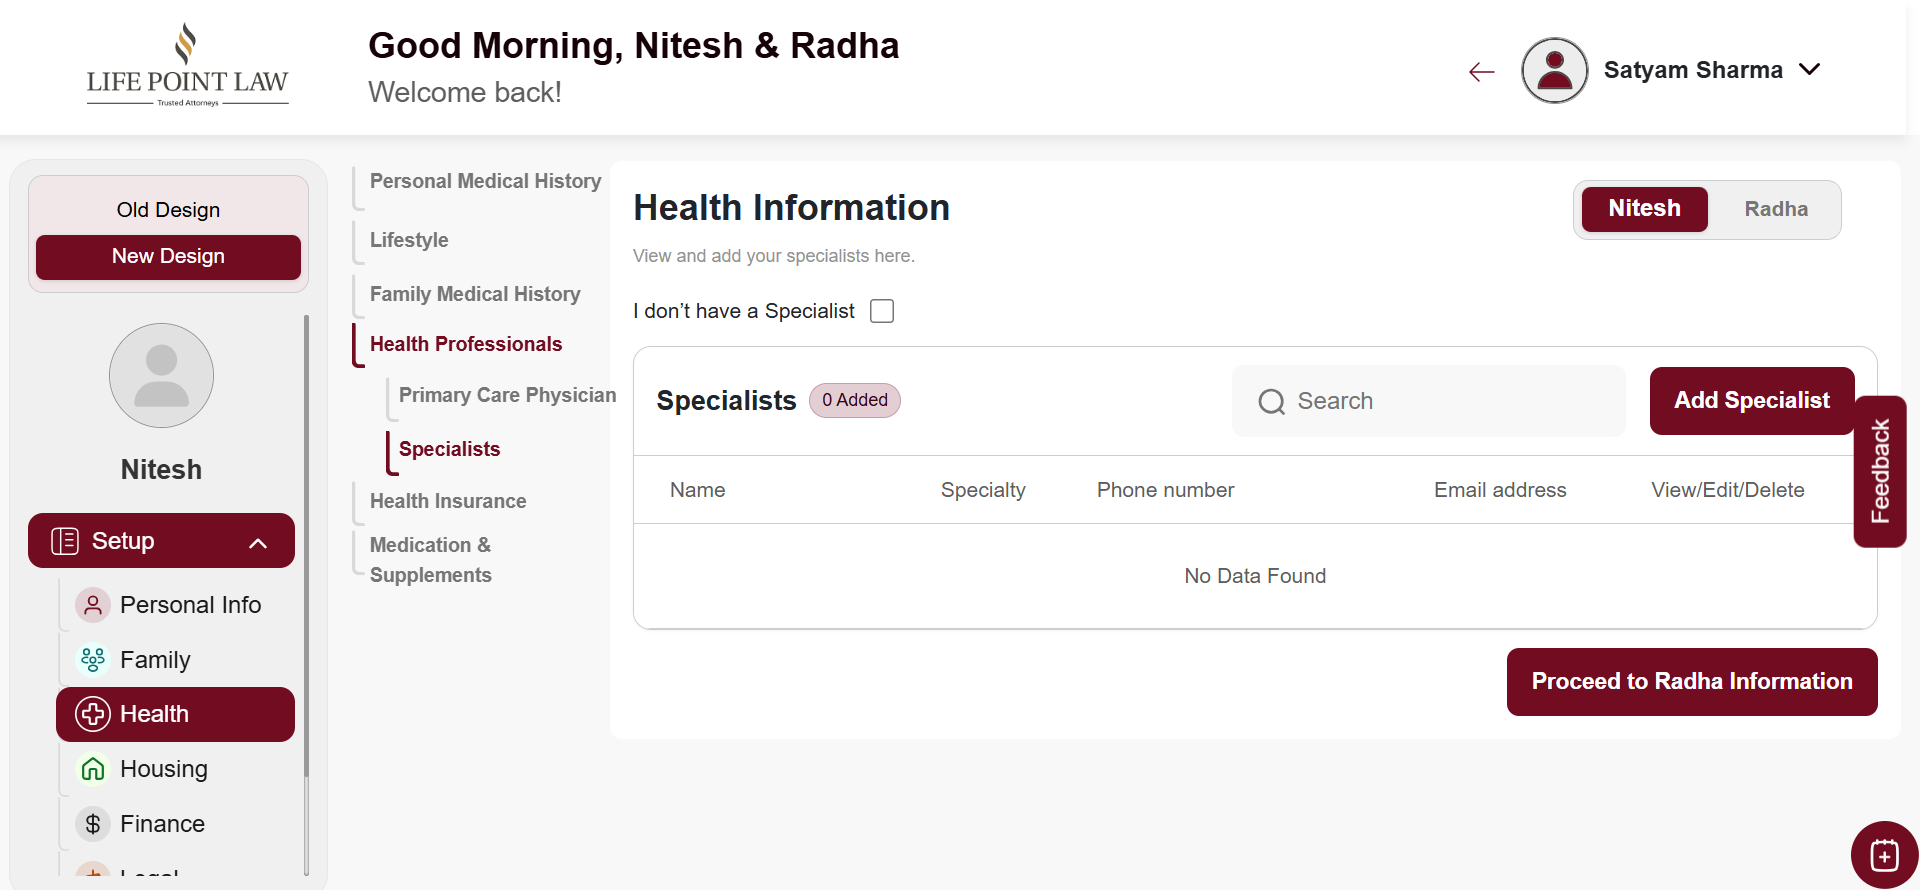 LIFE POINT LAW
Trusted Attorneys
Good Morning, Nitesh & Radha
Welcome back!
Satyam Sharma
Old Design
New Design
Nitesh
Setup
Personal Info
Family
Health
Housing
Finance
Legal
Personal Medical History
Lifestyle
Family Medical History
Health Professionals
Primary Care Physician
Specialists
Health Insurance
Medication &
Supplements
Health Information
Nitesh Radha
View and add your specialists here.
I don’t have a Specialist
Specialists 0 Added Search Add Specialist
Name Specialty Phone number Email address View/Edit/Delete
No Data Found
Proceed to Radha Information
Feedback